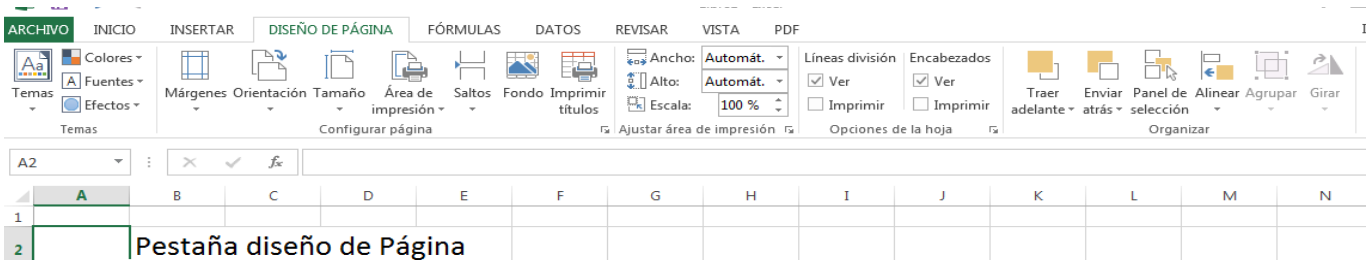 ARCHIVO INICIO INSERTAR DISEÑO DE PÁGINA FÓRMULAS DATOS REVISAR VISTA PDF
Aa Temas
Colores
A Fuentes
Efectos
Temas
Márgenes Orientación Tamaño Área de impresión Saltos Fondo Imprimir títulos
Configurar página
Ancho: Automát.
Alto: Automát.
Escala: 100 %
Ajustar área de impresión
Líneas división Encabezados
Ver Ver
Imprimir Imprimir
Opciones de la hoja
Traer adelante Enviar atrás Panel de selección Alinear Agrupar Girar
Organizar
A2 fx
A B C D E F G H I J K L M N
1
2 Pestaña diseño de Página